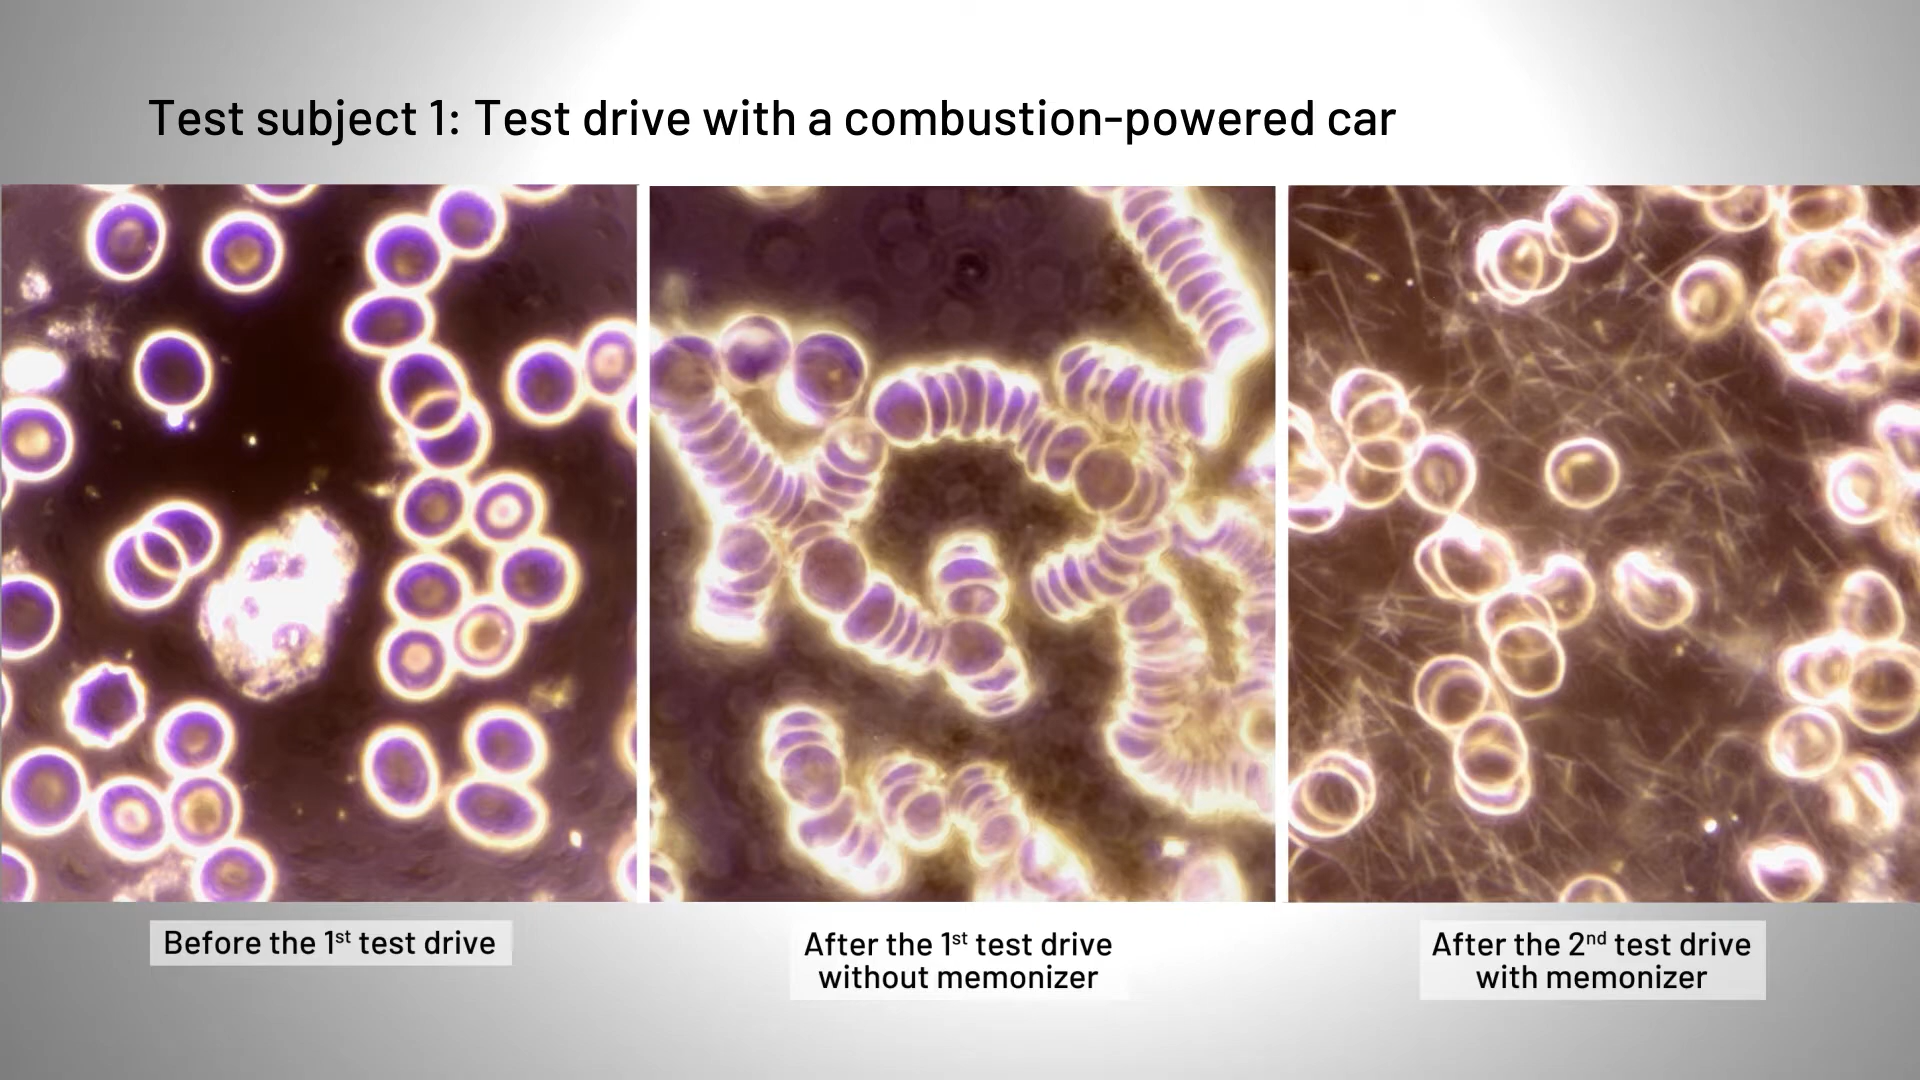 Test subject 1: Test drive with a combustion-powered car
Before the 1st test drive
After the 1st test drive
without memonizer
After the 2nd test drive
with memonizer